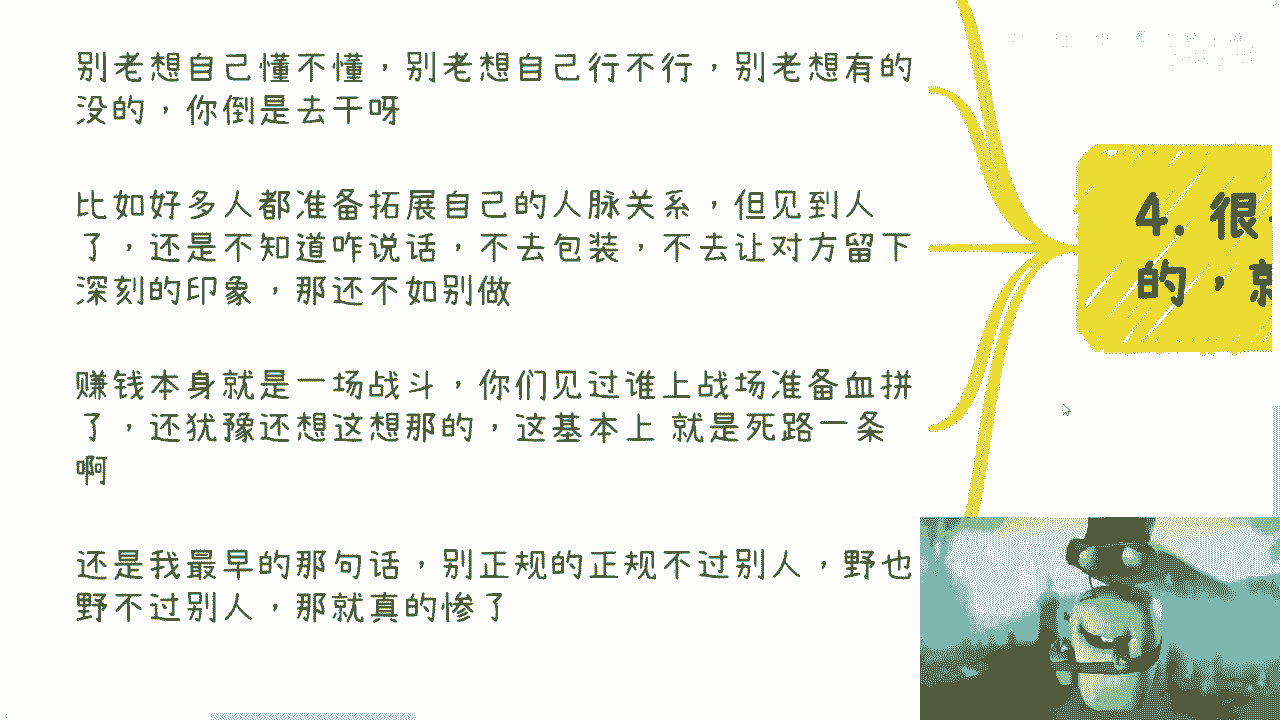 别老想自己懂不懂，别老想自己行不行，别老想有的
没的，你倒是去干呀
比如好多人都准备拓展自己的人脉关系，但见到人
了，还是不知道咋说话，不去包装，不去让对方留下
深刻的印象，那还不如别做
赚钱本身就是一场战斗，你们见过谁上战场准备血拼
了，还犹豫还想这想那的，这基本上 就是死路一条
啊
还是我最早的那句话，别正规的正规不过别人，野也
野不过别人，那就真的惨了
4. 很
的，就